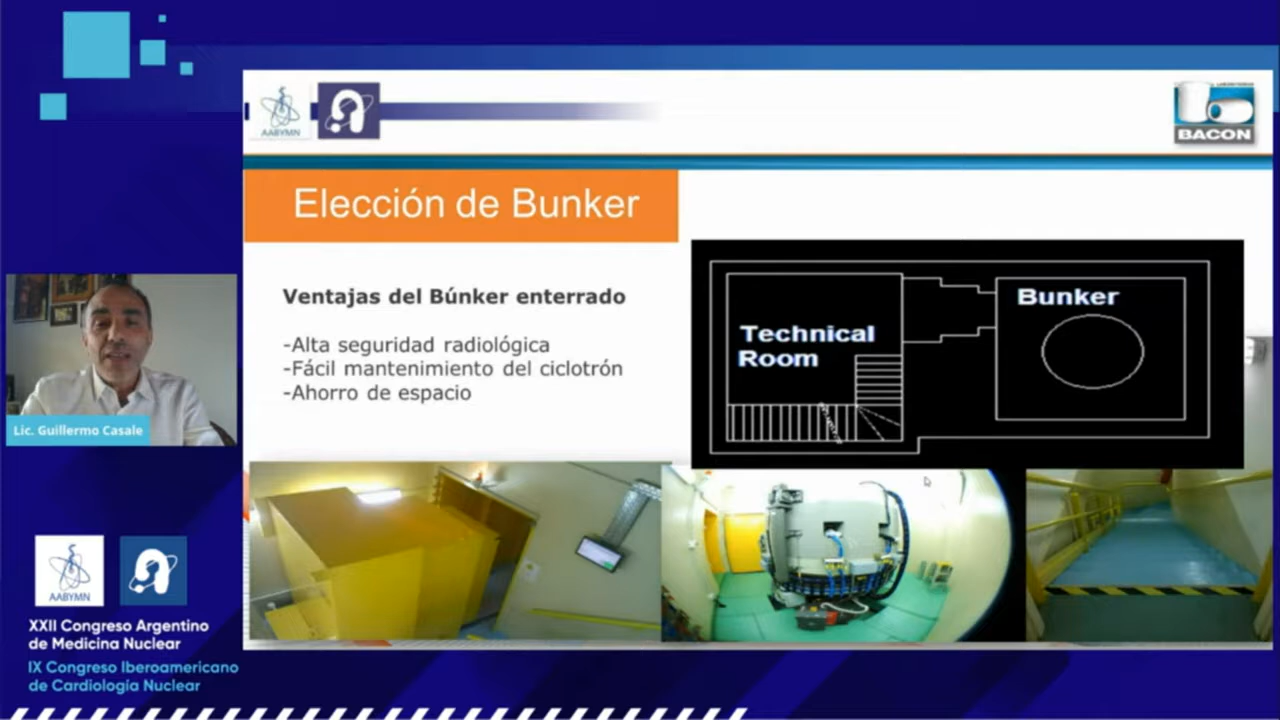 AABYMN
BACON
Elección de Bunker
Ventajas del Búnker enterrado
-Alta seguridad radiológica
-Fácil mantenimiento del ciclotrón
-Ahorro de espacio
Technical
Room
Bunker
Lic. Guillermo Casale
AABYMN
XXII Congreso Argentino
de Medicina Nuclear
IX Congreso Iberoamericano
de Cardiología Nuclear